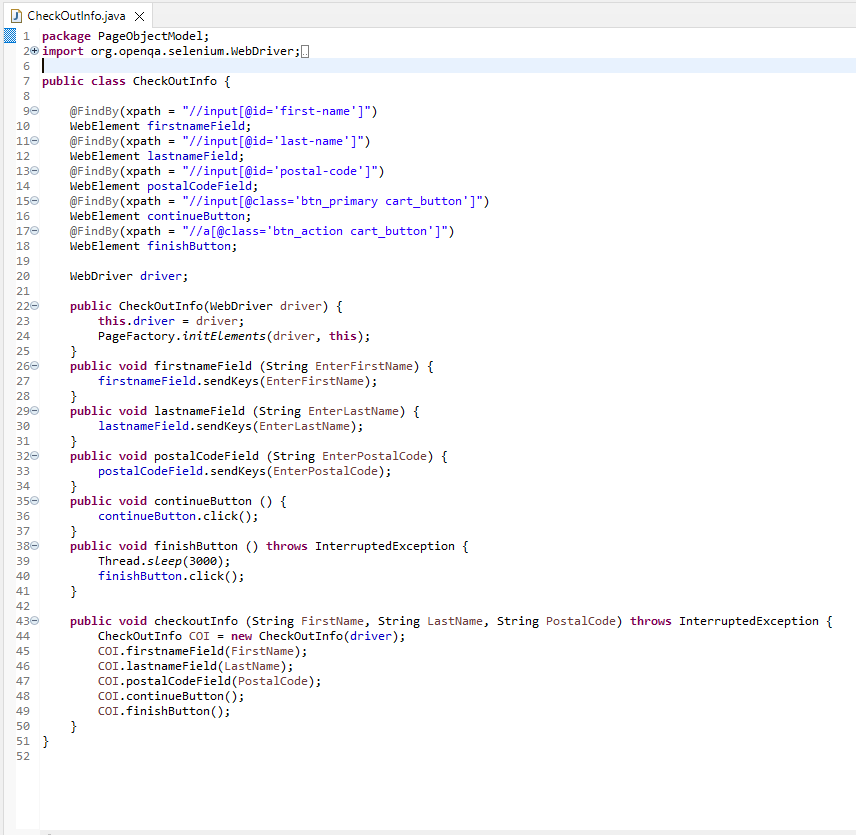 CheckOutInfo.java
1 package PageObjectModel;
2 import org.openqa.selenium.WebDriver;
6
7 public class CheckOutInfo {
8
9     @FindBy(xpath = "//input[@id='first-name']")
10     WebElement firstnameField;
11     @FindBy(xpath = "//input[@id='last-name']")
12     WebElement lastnameField;
13     @FindBy(xpath = "//input[@id='postal-code']")
14     WebElement postalCodeField;
15     @FindBy(xpath = "//input[@class='btn_primary cart_button']")
16     WebElement continueButton;
17     @FindBy(xpath = "//a[@class='btn_action cart_button']")
18     WebElement finishButton;
19
20     WebDriver driver;
21
22     public CheckOutInfo(WebDriver driver) {
23         this.driver = driver;
24         PageFactory.initElements(driver, this);
25     }
26     public void firstnameField (String EnterFirstName) {
27         firstnameField.sendKeys(EnterFirstName);
28     }
29     public void lastnameField (String EnterLastName) {
30         lastnameField.sendKeys(EnterLastName);
31     }
32     public void postalCodeField (String EnterPostalCode) {
33         postalCodeField.sendKeys(EnterPostalCode);
34     }
35     public void continueButton () {
36         continueButton.click();
37     }
38     public void finishButton () throws InterruptedException {
39         Thread.sleep(3000);
40         finishButton.click();
41     }
42
43     public void checkoutInfo (String FirstName, String LastName, String PostalCode) throws InterruptedException {
44         CheckOutInfo COI = new CheckOutInfo(driver);
45         COI.firstnameField(FirstName);
46         COI.lastnameField(LastName);
47         COI.postalCodeField(PostalCode);
48         COI.continueButton();
49         COI.finishButton();
50     }
51 }
52